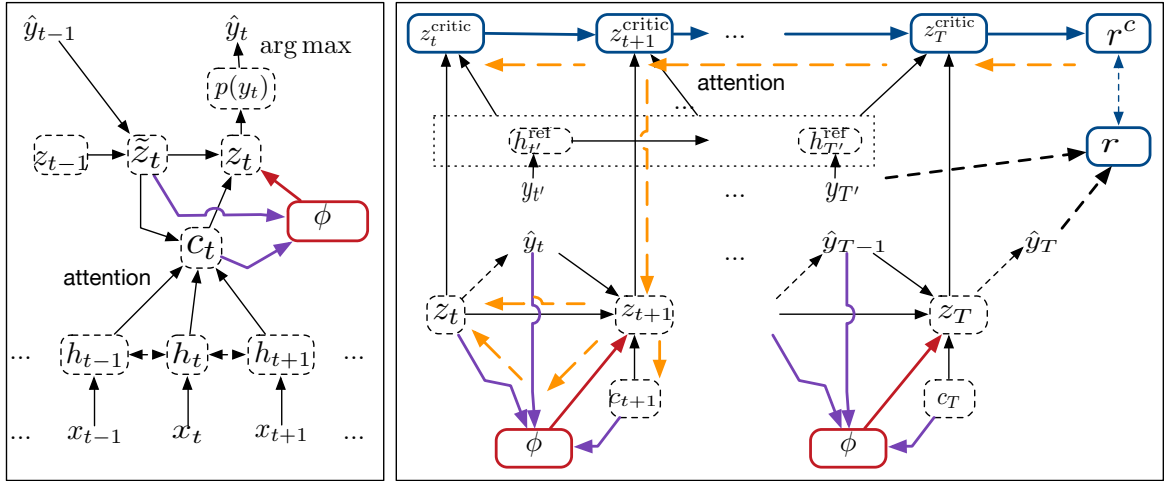 ŷ_{t−1} ŷ_t
arg max
p(y_t)
z_{t−1} z̃_t z_t
ϕ
c_t
attention
... h_{t−1} h_t h_{t+1} ...
... x_{t−1} x_t x_{t+1} ...
z_t^{critic} z_{t+1}^{critic} ... z_T^{critic} r^c
attention
...
h_{t′}^{ref} h_{T′}^{ref} r
y_{t′} ... y_{T′}
ŷ_t ... ŷ_{T−1} ŷ_T
z_t z_{t+1} z_T
c_{t+1} c_T
ϕ ϕ